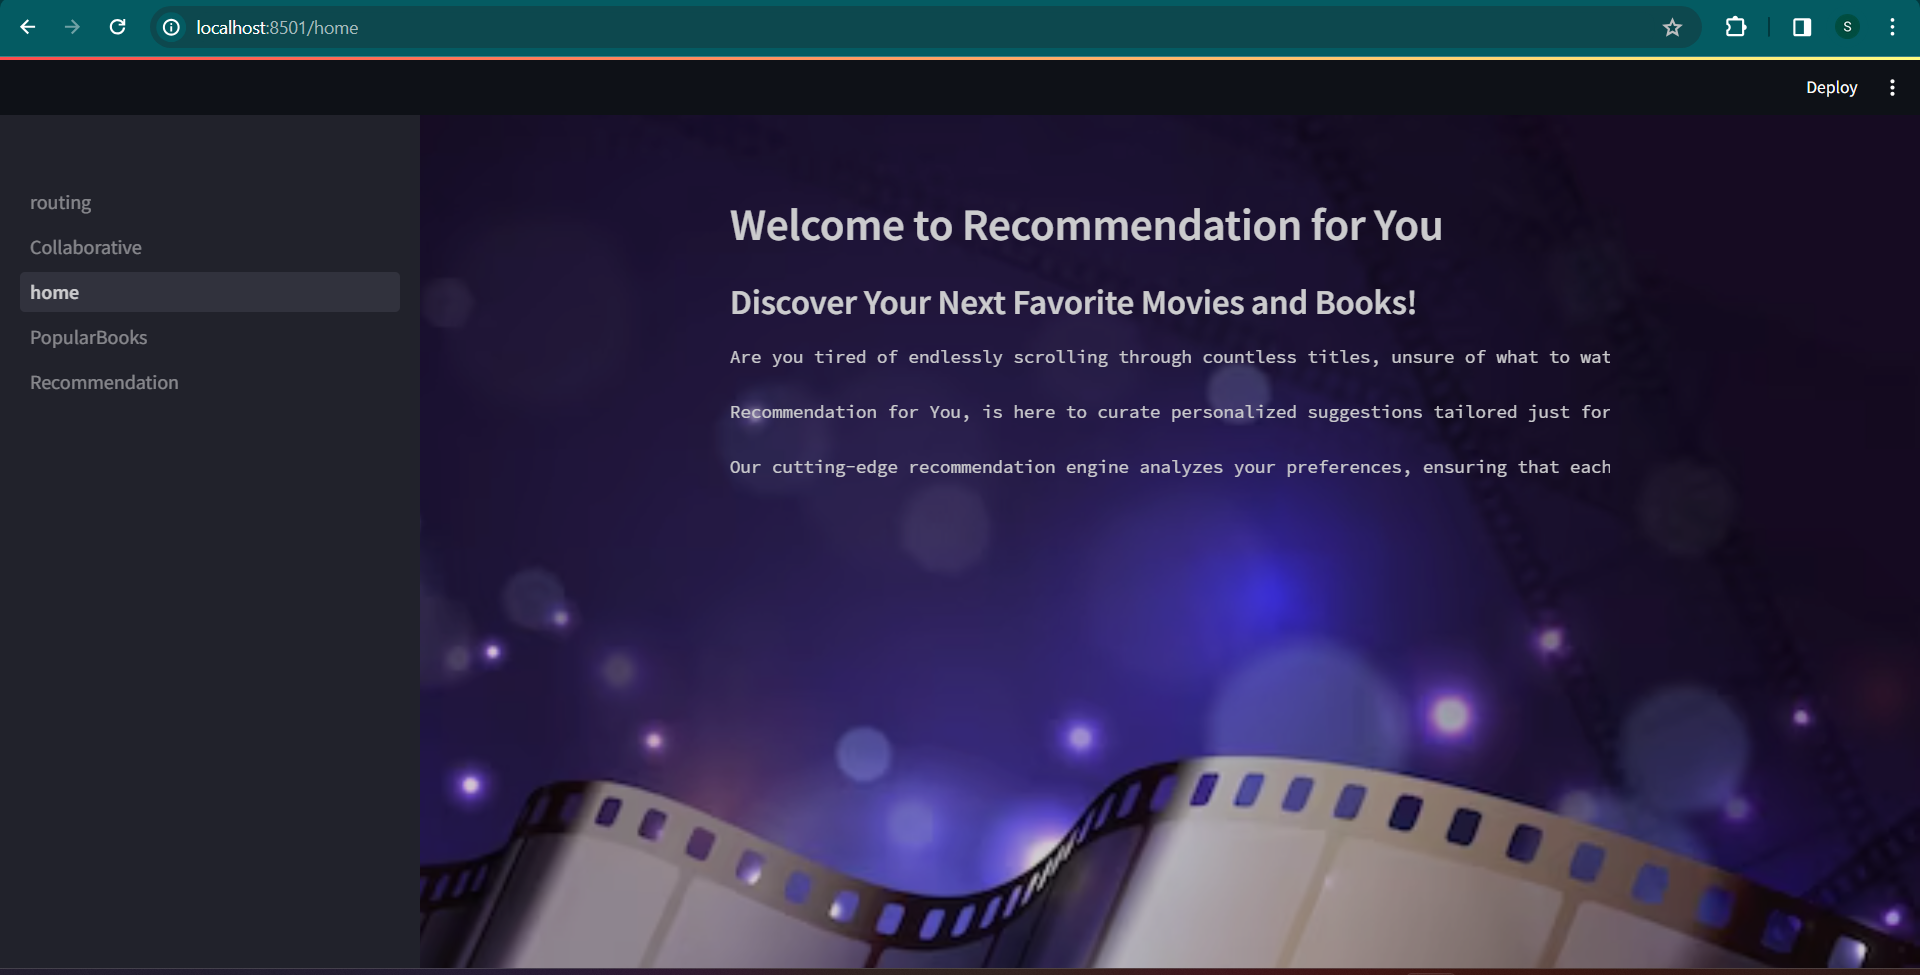 localhost:8501/home
S
Deploy
routing
Collaborative
home
PopularBooks
Recommendation
Welcome to Recommendation for You
Discover Your Next Favorite Movies and Books!
Are you tired of endlessly scrolling through countless titles, unsure of what to wat
Recommendation for You, is here to curate personalized suggestions tailored just for
Our cutting-edge recommendation engine analyzes your preferences, ensuring that each